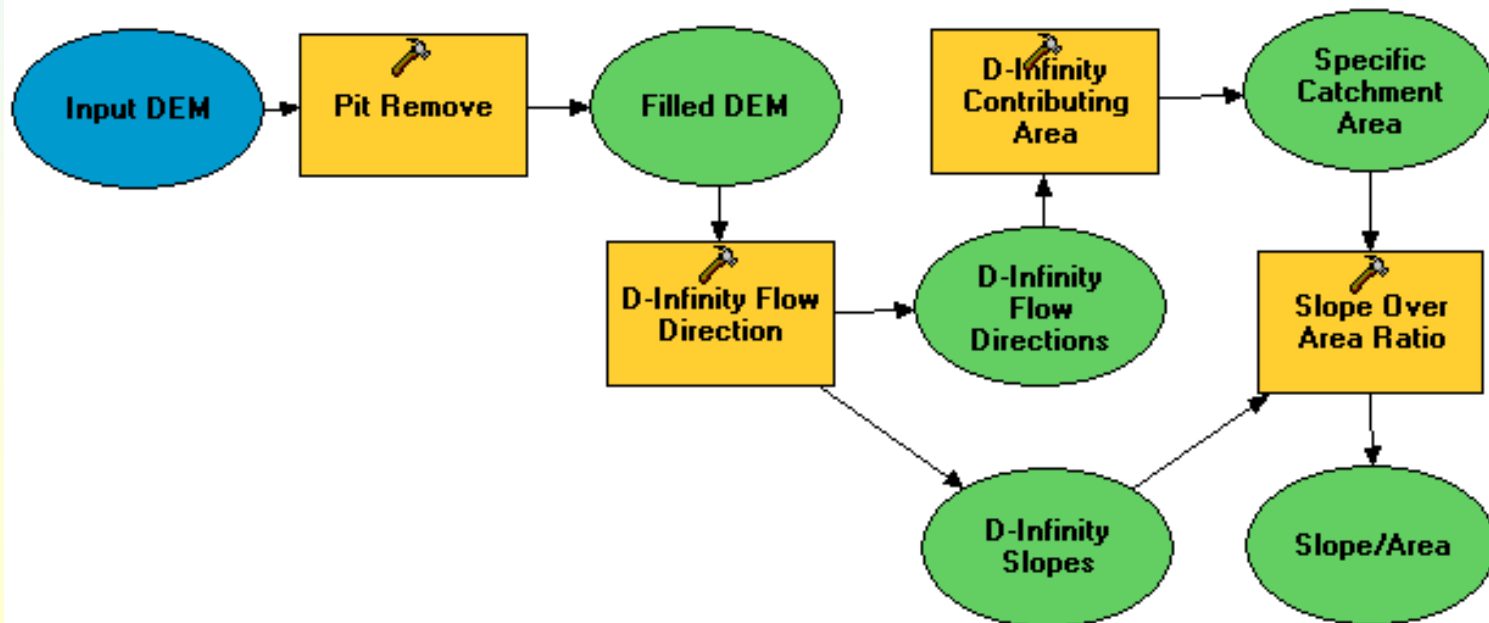 Input DEM
Pit Remove
Filled DEM
D-Infinity
Contributing
Area
Specific
Catchment
Area
D-Infinity Flow
Direction
D-Infinity
Flow
Directions
Slope Over
Area Ratio
D-Infinity
Slopes
Slope/Area